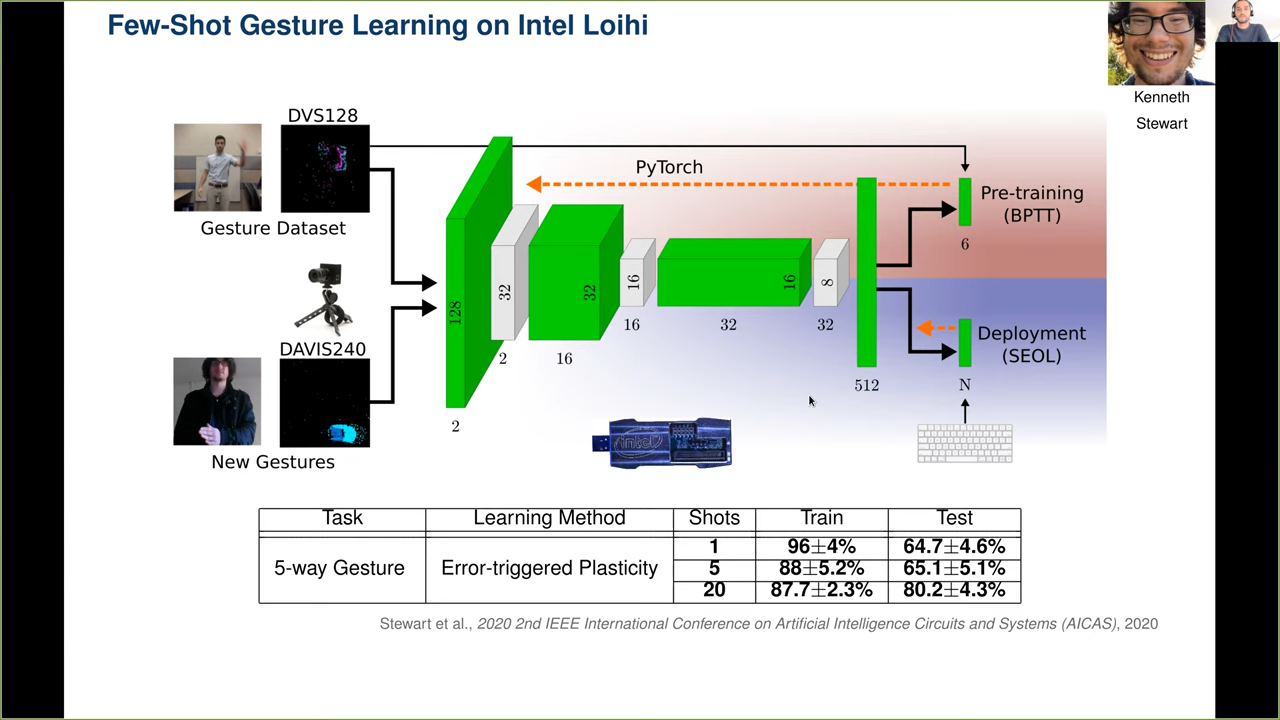 Few-Shot Gesture Learning on Intel Loihi
Kenneth
Stewart
DVS128
Gesture Dataset
DAVIS240
New Gestures
PyTorch
Pre-training
(BPTT)
6
Deployment
(SEOL)
N
128
2
32
2
32
16
16
16
16
32
8
32
512
intel
Task Learning Method Shots Train Test
5-way Gesture Error-triggered Plasticity
1 96±4% 64.7±4.6%
5 88±5.2% 65.1±5.1%
20 87.7±2.3% 80.2±4.3%
Stewart et al., 2020 2nd IEEE International Conference on Artificial Intelligence Circuits and Systems (AICAS), 2020